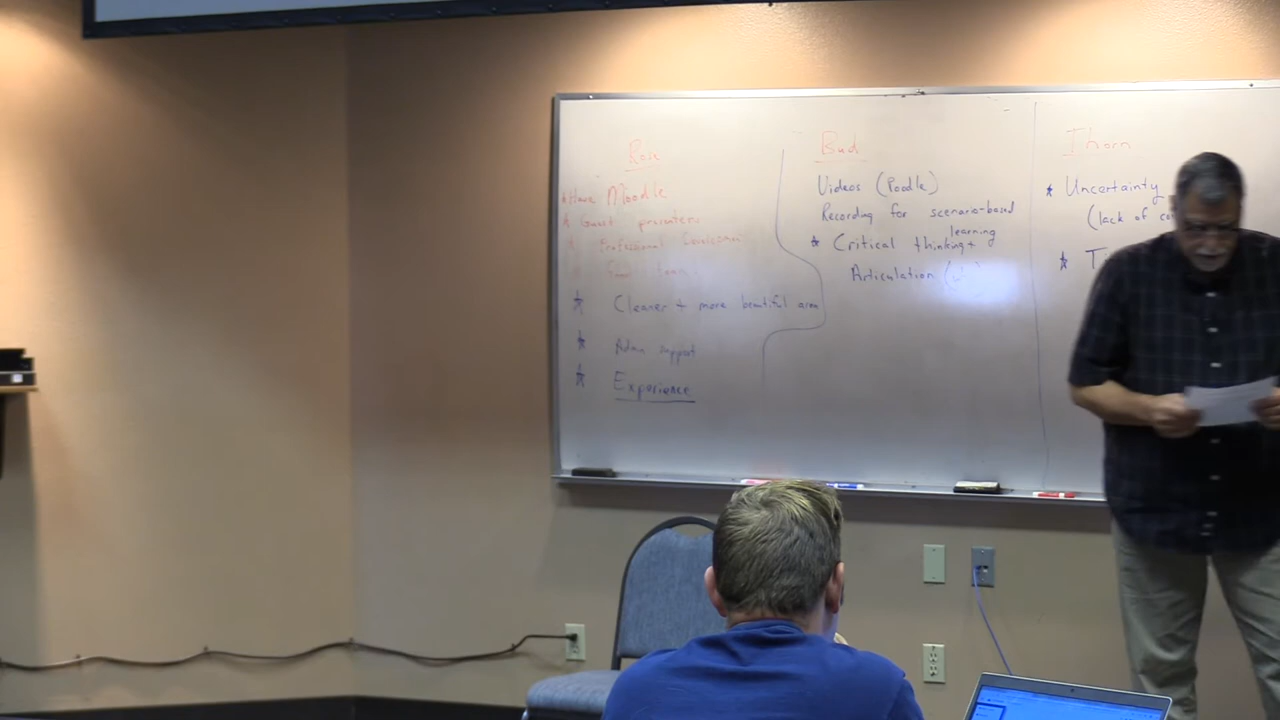 Rose
* Have Moodle
* Guest presenters
Professional
* Cleaner + more beautiful area
* Admin support
* Experience
Bud
Videos (Poodle)
Recording for scenario-based
learning
* Critical thinking +
Articulation
Thorn
* Uncertainty
(lack of
*